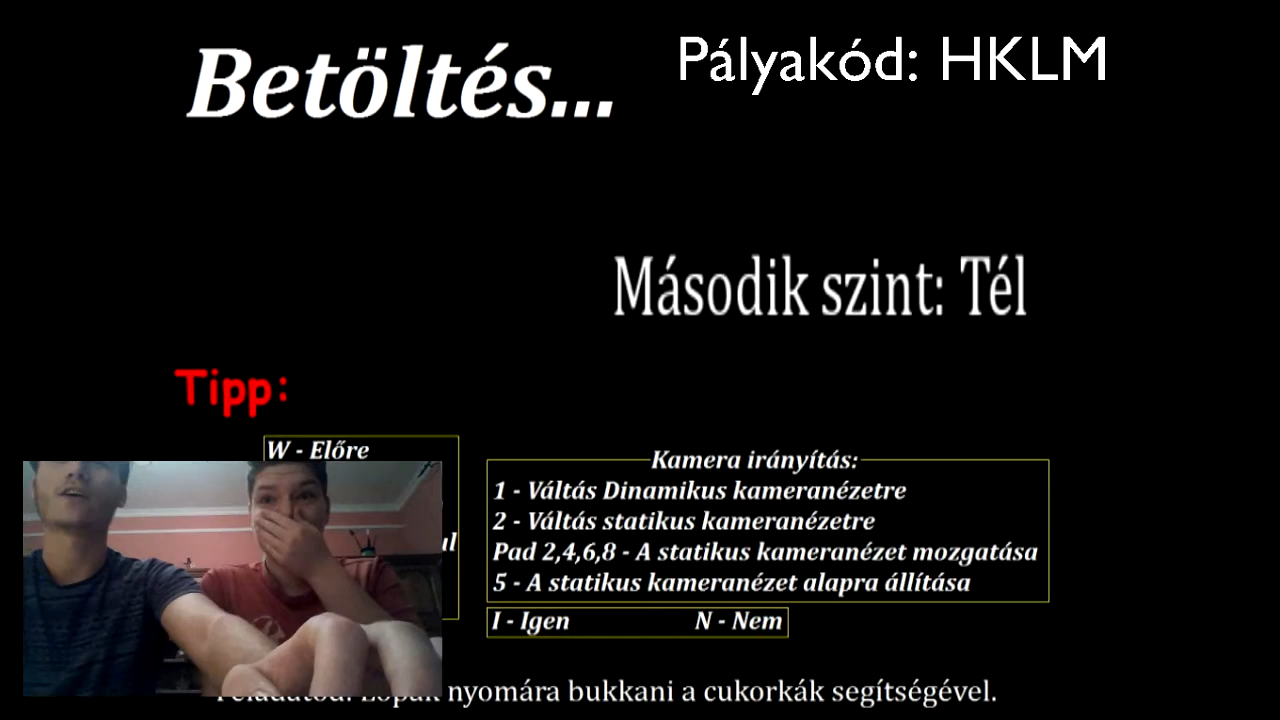 Betöltés...
Pályakód: HKLM
Második szint: Tél
Tipp:
W - Előre
Kamera irányítás:
1 - Váltás Dinamikus kameranézetre
2 - Váltás statikus kameranézetre
Pad 2,4,6,8 - A statikus kameranézet mozgatása
5 - A statikus kameranézet alapra állítása
I - Igen N - Nem
nyomára bukkani a cukorkák segítségével.